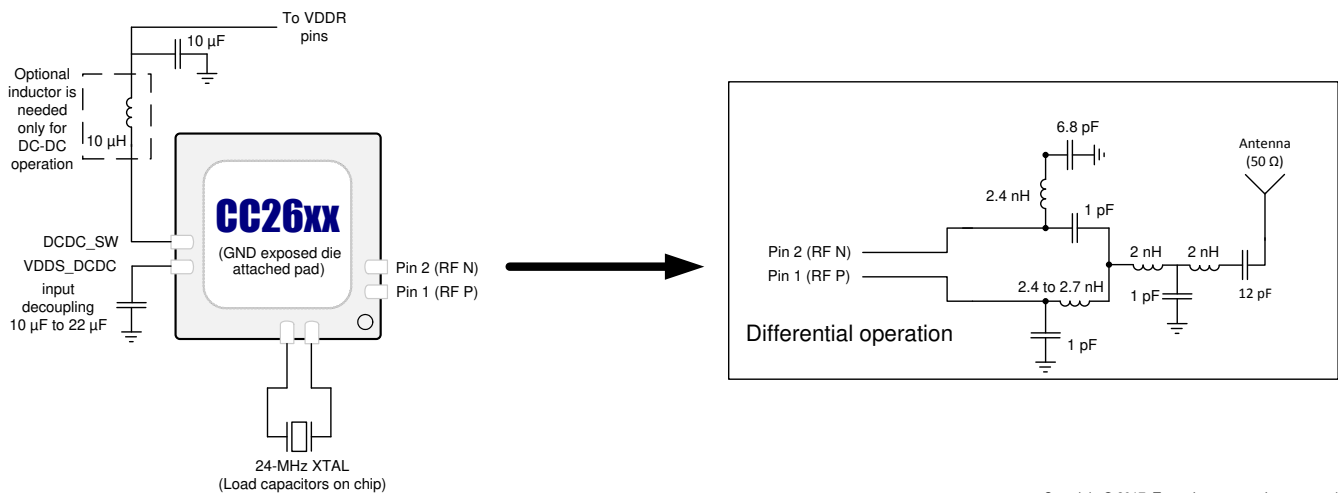 To VDDR
pins
10 µF
Optional
inductor is
needed
only for
DC-DC
operation
10 µH
CC26xx
(GND exposed die
attached pad)
DCDC_SW
VDDS_DCDC
input
decoupling
10 µF to 22 µF
Pin 2 (RF N)
Pin 1 (RF P)
24-MHz XTAL
(Load capacitors on chip)
6.8 pF
Antenna
(50 Ω)
2.4 nH
1 pF
Pin 2 (RF N)
Pin 1 (RF P)
2 nH
2 nH
2.4 to 2.7 nH
1 pF
12 pF
Differential operation
1 pF